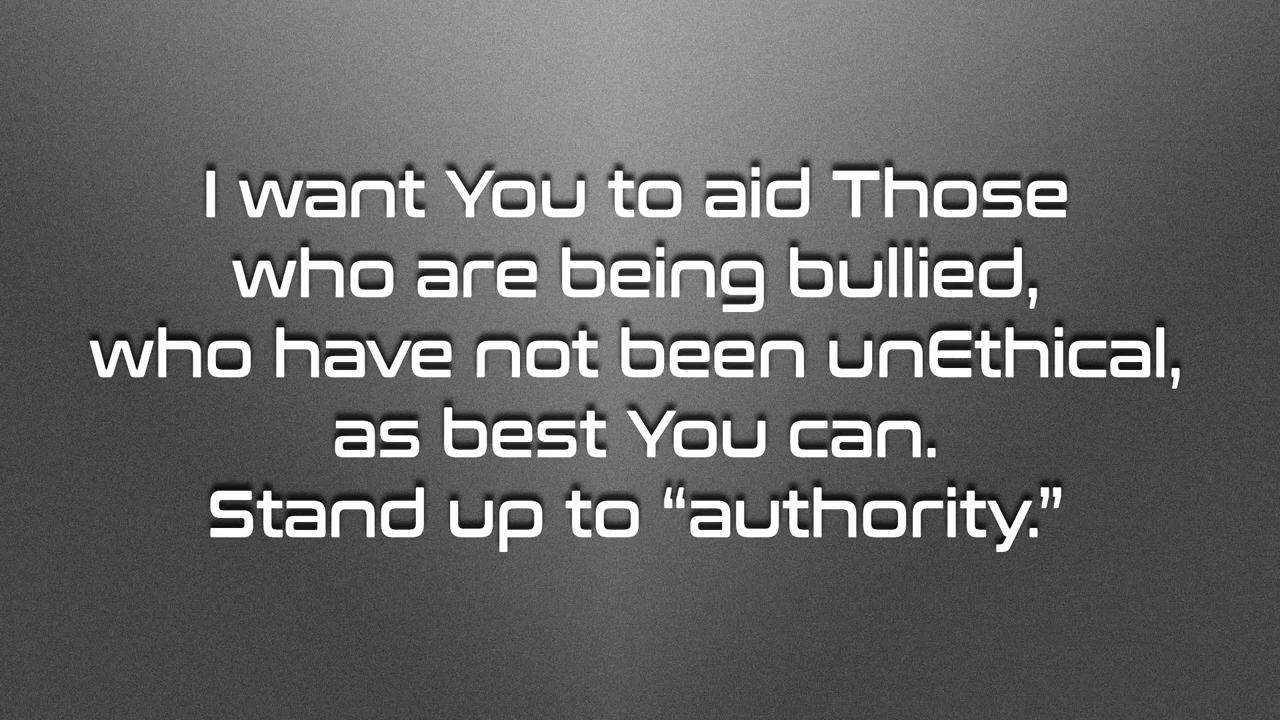 I want You to aid Those
who are being bullied,
who have not been unEthical,
as best You can.
Stand up to “authority.”